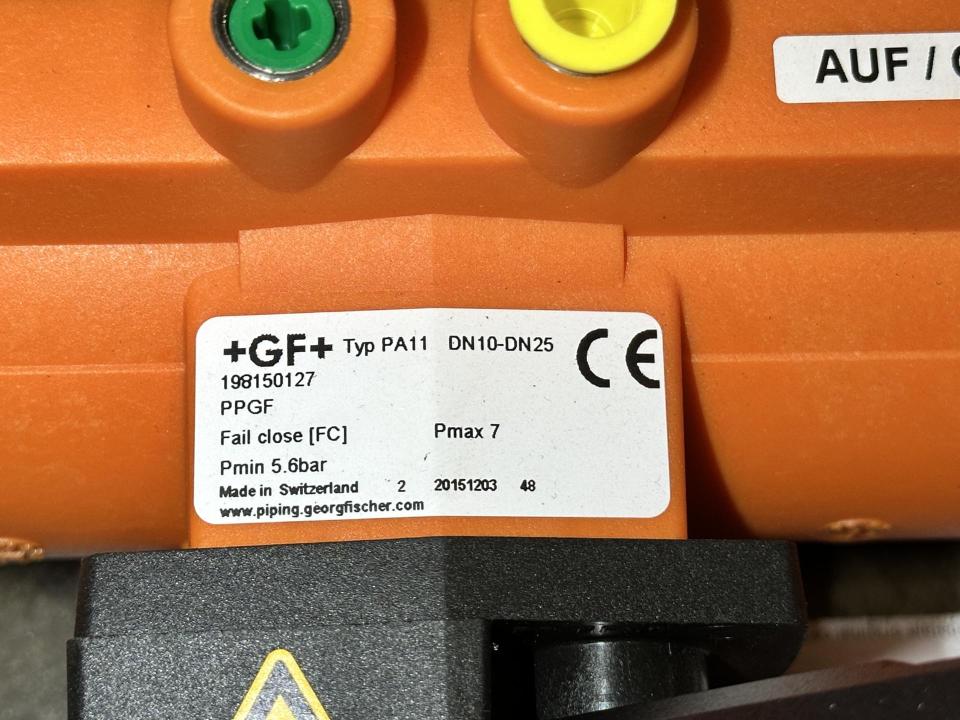 AUF /
+GF+ Typ PA11 DN10-DN25 CE
198150127
PPGF
Fail close [FC] Pmax 7
Pmin 5.6bar
Made in Switzerland 2 20151203 48
www.piping.georgfischer.com